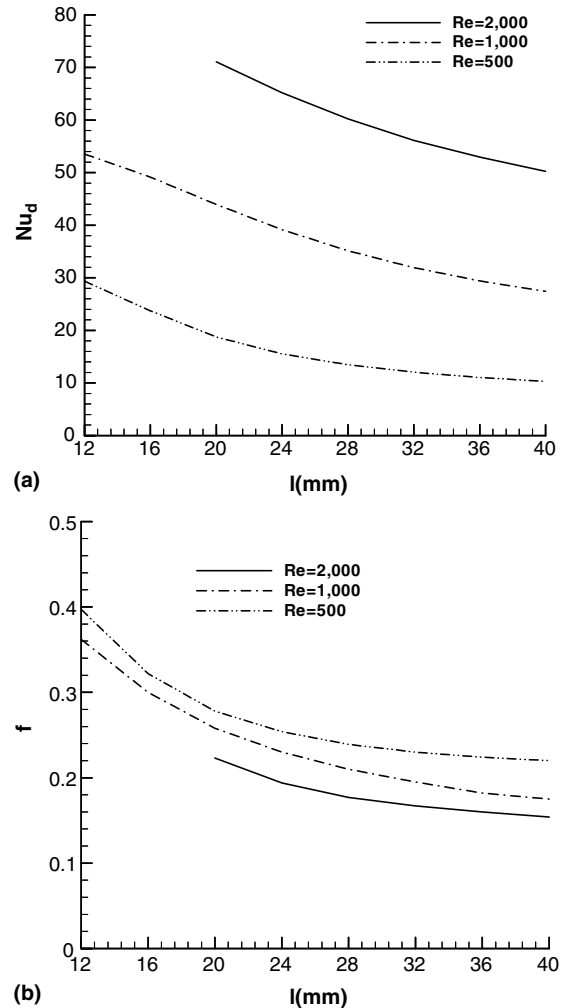 80
70
60
50
40
30
20
10
0
Nu_d
Re=2,000
Re=1,000
Re=500
12 16 20 24 28 32 36 40
l(mm)
(a)
0.5
0.4
0.3
0.2
0.1
0
f
Re=2,000
Re=1,000
Re=500
12 16 20 24 28 32 36 40
l(mm)
(b)